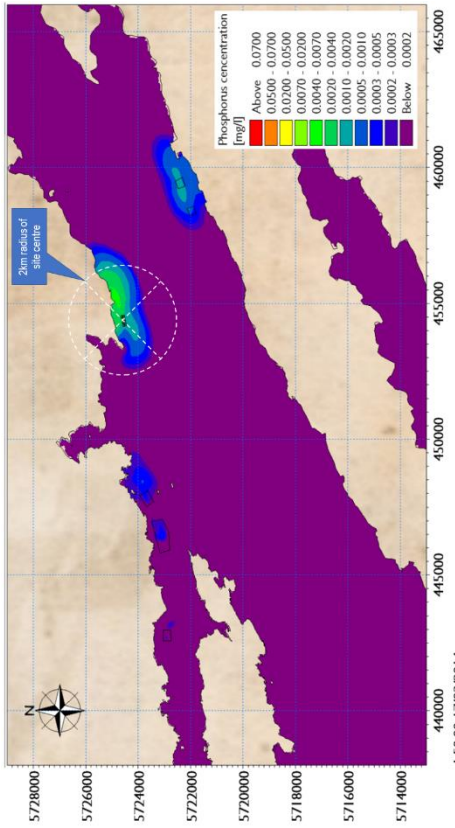 2km radius of
site centre
Phosphorus cencentration
[mg/l]
Above 0.0700
0.0500 - 0.0700
0.0200 - 0.0500
0.0070 - 0.0200
0.0040 - 0.0070
0.0020 - 0.0040
0.0010 - 0.0020
0.0005 - 0.0010
0.0003 - 0.0005
0.0002 - 0.0003
Below 0.0002
N
5728000
5726000
5724000
5722000
5720000
5718000
5716000
5714000
440000
445000
450000
455000
460000
465000